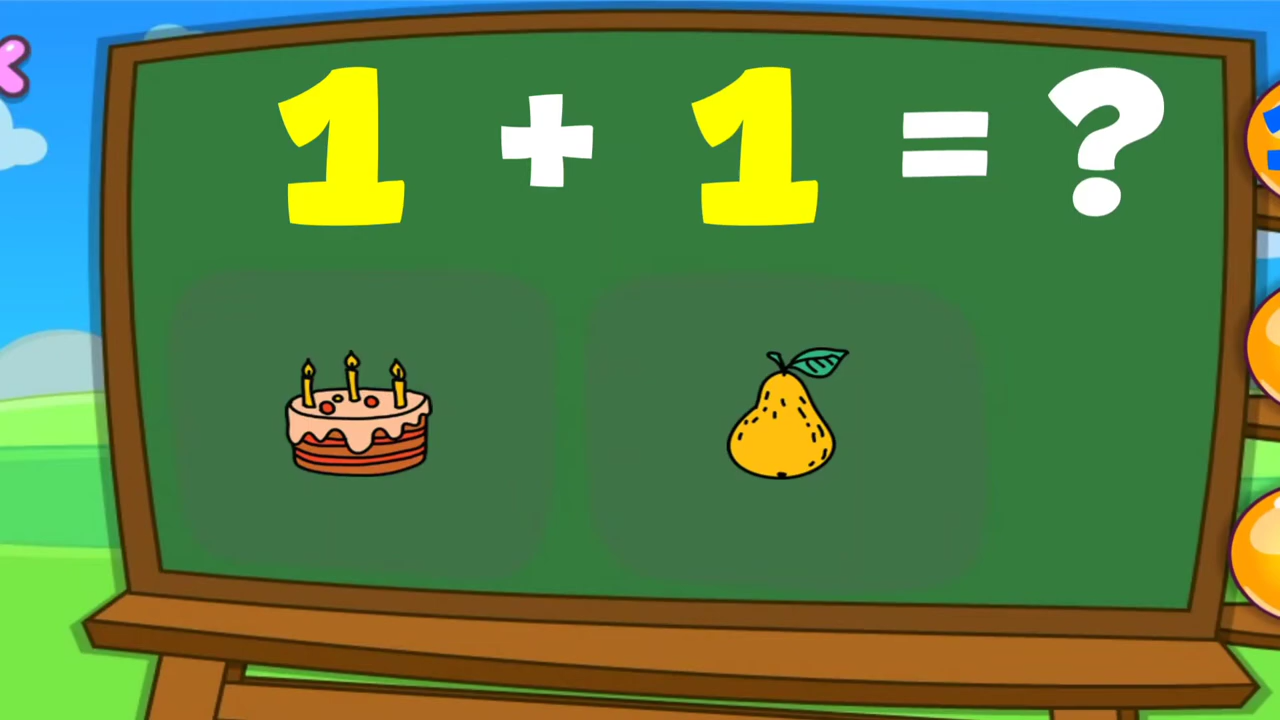 1 + 1 = ?